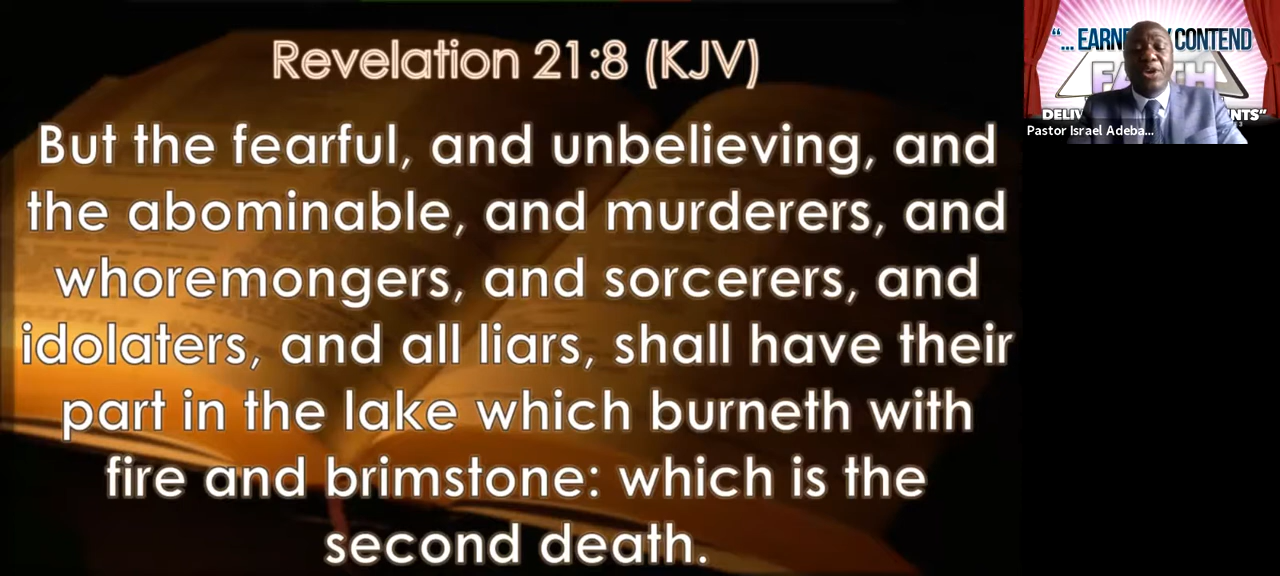 Revelation 21:8 (KJV)
But the fearful, and unbelieving, and
the abominable, and murderers, and
whoremongers, and sorcerers, and
idolaters, and all liars, shall have their
part in the lake which burneth with
fire and brimstone: which is the
second death.
“... CONTEND
Pastor Israel Adeba...